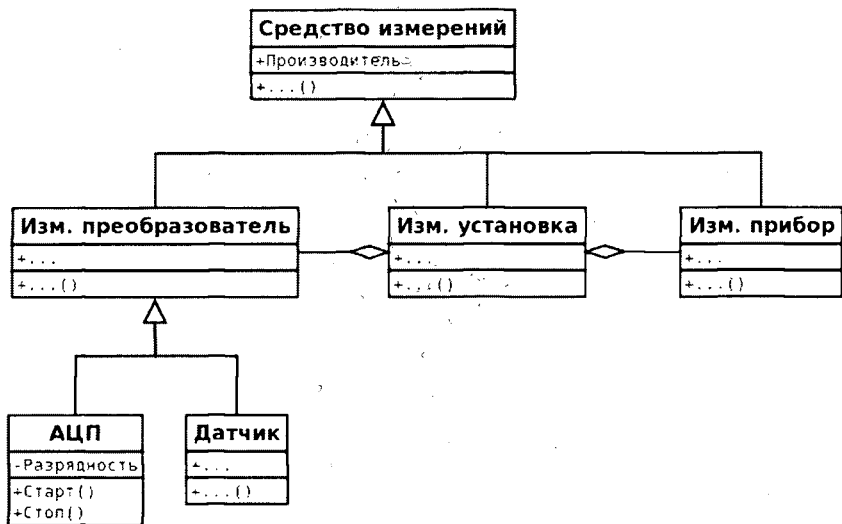 Средство измерений
+Производитель
+...()
Изм. преобразователь
+...
+...()
Изм. установка
+...
+...()
Изм. прибор
+...
+...()
АЦП
-Разрядность
+Старт()
+Стоп()
Датчик
+...
+...()